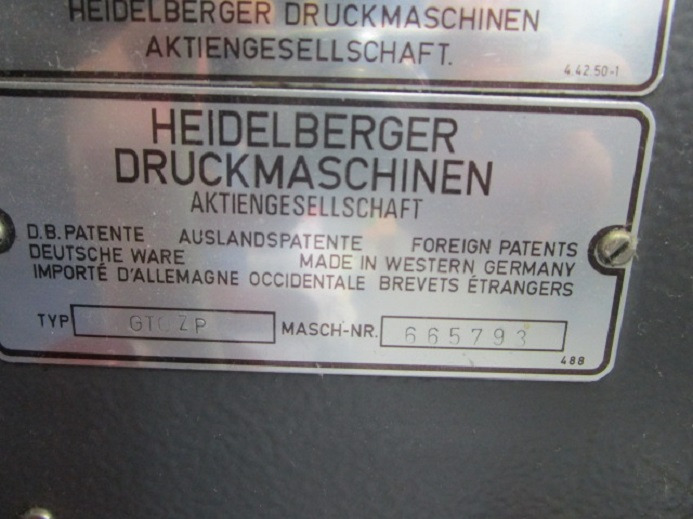 HEIDELBERGER DRUCKMASCHINEN
AKTIENGESELLSCHAFT.
4.42.50-1
HEIDELBERGER
DRUCKMASCHINEN
AKTIENGESELLSCHAFT
D.B. PATENTE AUSLANDSPATENTE FOREIGN PATENTS
DEUTSCHE WARE MADE IN WESTERN GERMANY
IMPORTÉ D'ALLEMAGNE OCCIDENTALE BREVETS ÉTRANGERS
TYP GTOZP MASCH-NR. 665793
488